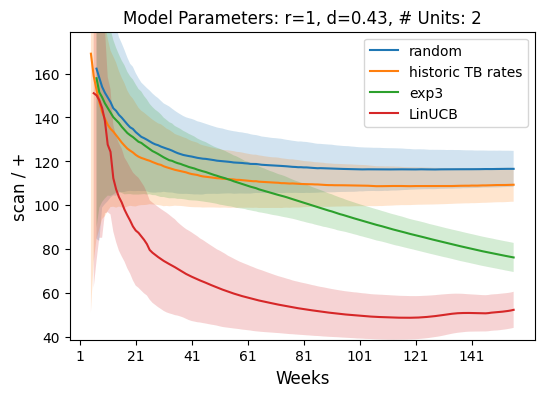 Model Parameters: r=1, d=0.43, # Units: 2
random
historic TB rates
exp3
LinUCB
scan / +
160
140
120
100
80
60
40
1 21 41 61 81 101 121 141
Weeks